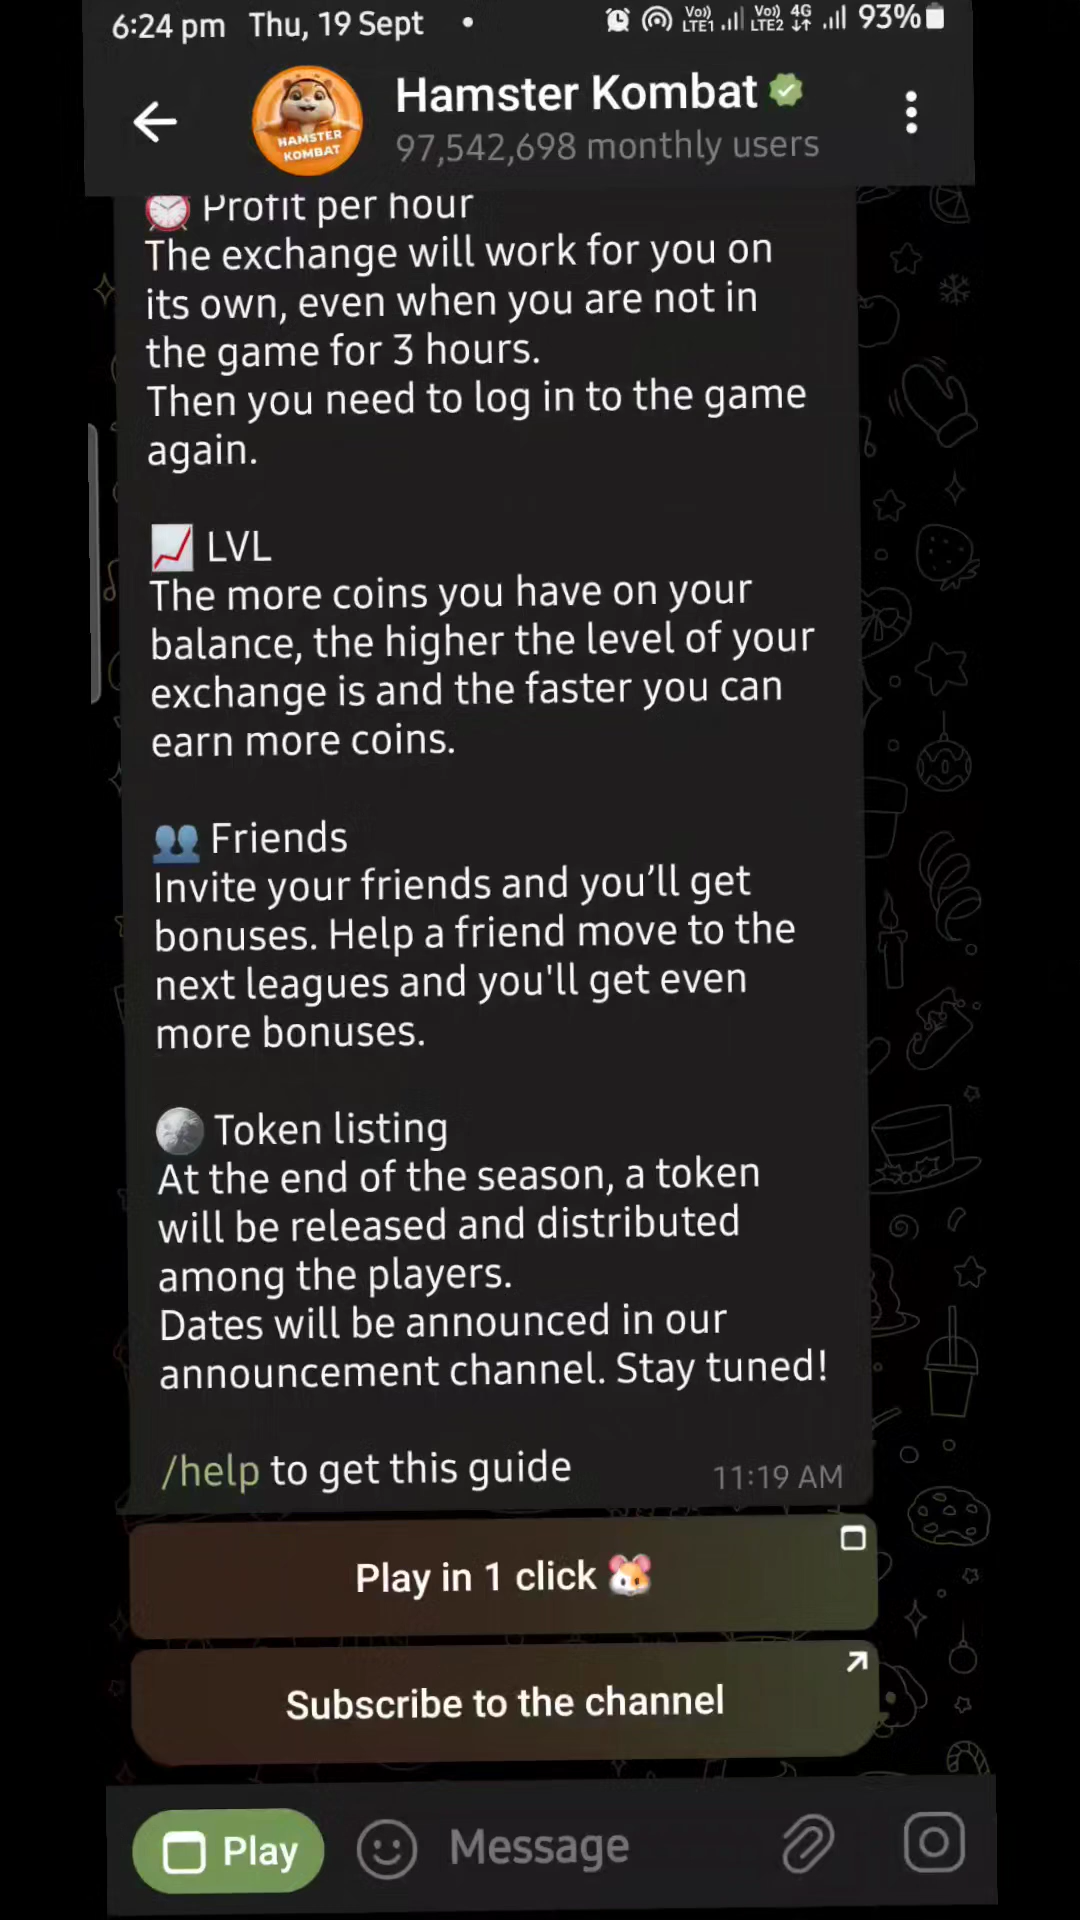 6:24 pm Thu, 19 Sept
Vo)) LTE1 Vo)) LTE2 4G 93%
Hamster Kombat
97,542,698 monthly users
HAMSTER
KOMBAT
Profit per hour
The exchange will work for you on
its own, even when you are not in
the game for 3 hours.
Then you need to log in to the game
again.
LVL
The more coins you have on your
balance, the higher the level of your
exchange is and the faster you can
earn more coins.
Friends
Invite your friends and you’ll get
bonuses. Help a friend move to the
next leagues and you'll get even
more bonuses.
Token listing
At the end of the season, a token
will be released and distributed
among the players.
Dates will be announced in our
announcement channel. Stay tuned!
/help to get this guide
11:19 AM
Play in 1 click
Subscribe to the channel
Play
Message